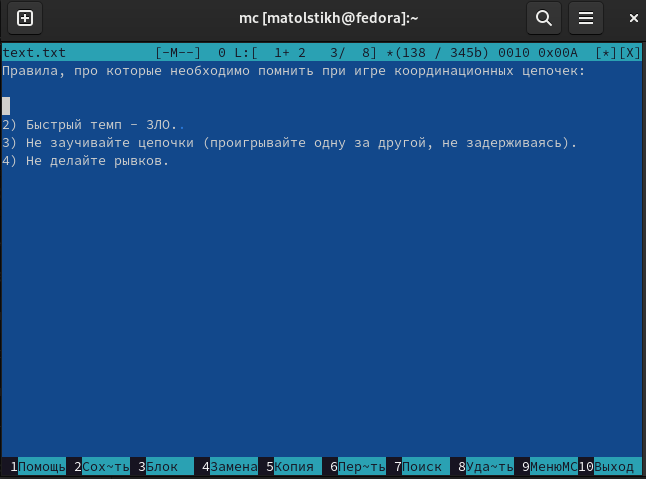 mc [matolstikh@fedora]:~
text.txt [-M--] 0 L:[ 1+ 2 3/ 8] *(138 / 345b) 0010 0x00A [*][X]
Правила, про которые необходимо помнить при игре координационных цепочек:
2) Быстрый темп - ЗЛО..
3) Не заучивайте цепочки (проигрывайте одну за другой, не задерживаясь).
4) Не делайте рывков.
1Помощь 2Сох~ть 3Блок 4Замена 5Копия 6Пер~ть 7Поиск 8Уда~ть 9МенюМС 10Выход